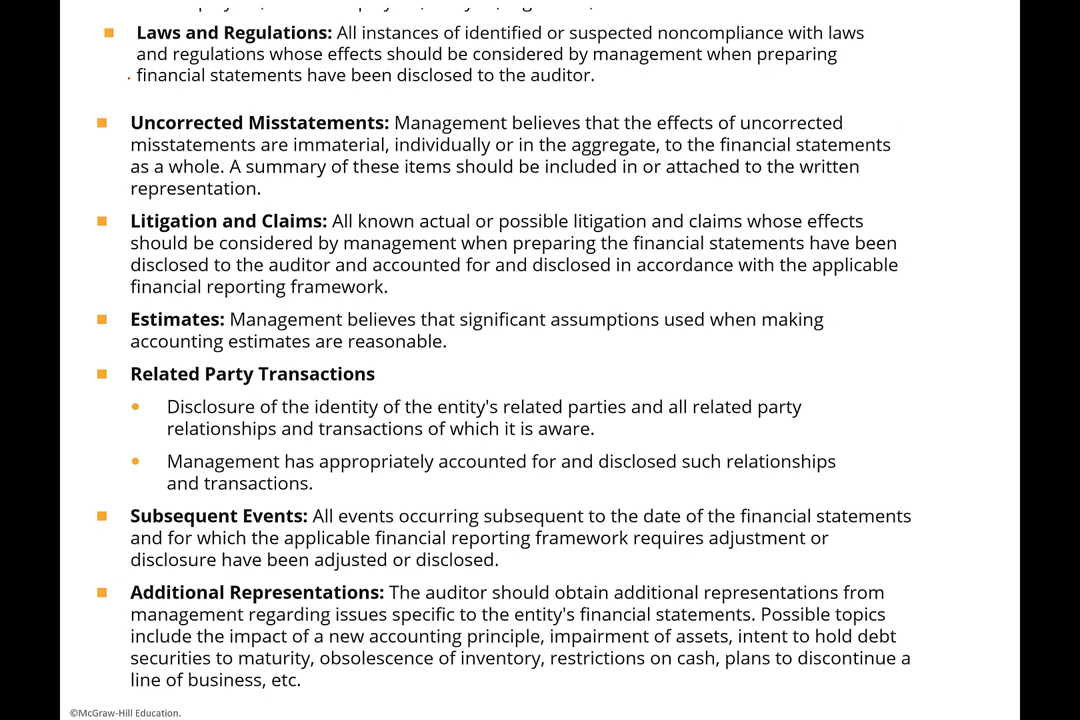 Laws and Regulations: All instances of identified or suspected noncompliance with laws
and regulations whose effects should be considered by management when preparing
financial statements have been disclosed to the auditor.
Uncorrected Misstatements: Management believes that the effects of uncorrected
misstatements are immaterial, individually or in the aggregate, to the financial statements
as a whole. A summary of these items should be included in or attached to the written
representation.
Litigation and Claims: All known actual or possible litigation and claims whose effects
should be considered by management when preparing the financial statements have been
disclosed to the auditor and accounted for and disclosed in accordance with the applicable
financial reporting framework.
Estimates: Management believes that significant assumptions used when making
accounting estimates are reasonable.
Related Party Transactions
Disclosure of the identity of the entity's related parties and all related party
relationships and transactions of which it is aware.
Management has appropriately accounted for and disclosed such relationships
and transactions.
Subsequent Events: All events occurring subsequent to the date of the financial statements
and for which the applicable financial reporting framework requires adjustment or
disclosure have been adjusted or disclosed.
Additional Representations: The auditor should obtain additional representations from
management regarding issues specific to the entity's financial statements. Possible topics
include the impact of a new accounting principle, impairment of assets, intent to hold debt
securities to maturity, obsolescence of inventory, restrictions on cash, plans to discontinue a
line of business, etc.
©McGraw-Hill Education.